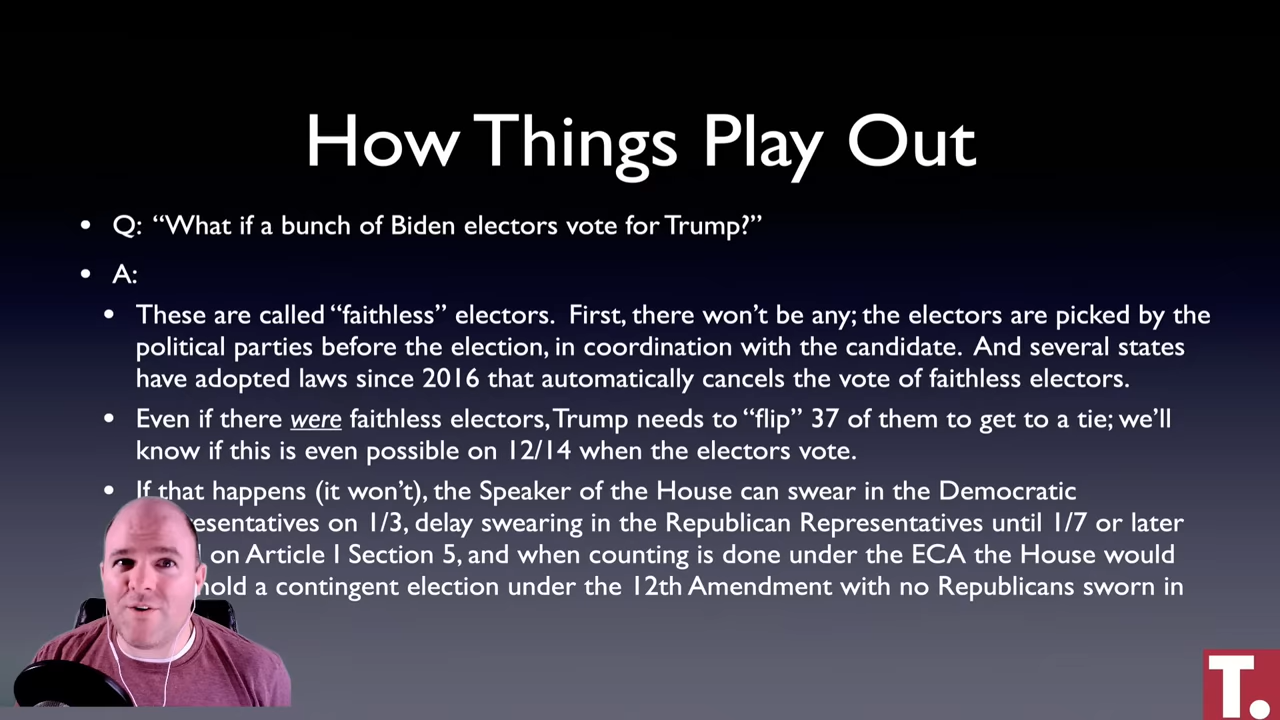 How Things Play Out
• Q: “What if a bunch of Biden electors vote for Trump?”
• A:
• These are called “faithless” electors. First, there won’t be any; the electors are picked by the
political parties before the election, in coordination with the candidate. And several states
have adopted laws since 2016 that automatically cancels the vote of faithless electors.
• Even if there were faithless electors, Trump needs to “flip” 37 of them to get to a tie; we’ll
know if this is even possible on 12/14 when the electors vote.
• If that happens (it won’t), the Speaker of the House can swear in the Democratic
esentatives on 1/3, delay swearing in the Republican Representatives until 1/7 or later
on Article I Section 5, and when counting is done under the ECA the House would
hold a contingent election under the 12th Amendment with no Republicans sworn in
T.